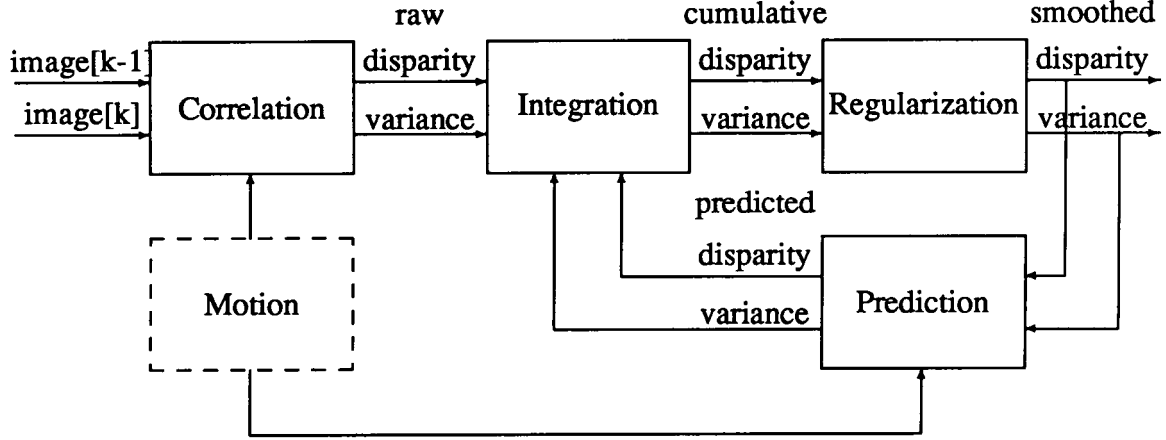 raw cumulative smoothed
image[k-1] disparity disparity disparity
Correlation Integration Regularization
image[k] variance variance variance
predicted
disparity
Motion Prediction
variance